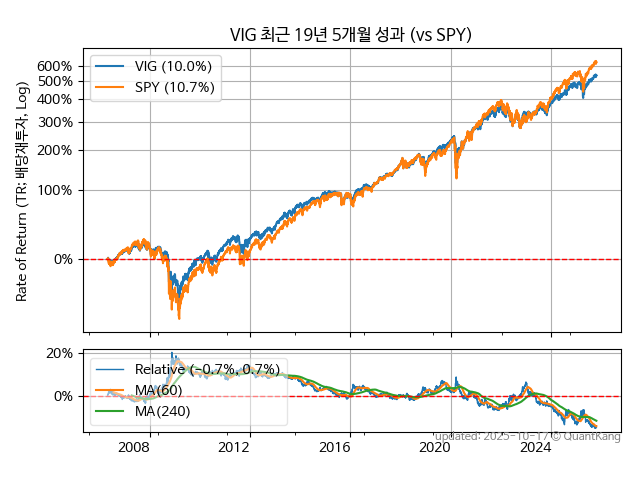 VIG 최근 19년 5개월 성과 (vs SPY)
Rate of Return (TR; 배당재투자, Log)
600%
500%
400%
300%
200%
100%
0%
VIG (10.0%)
SPY (10.7%)
20%
0%
Relative (−0.7%, 0.7%)
MA(60)
MA(240)
2008
2012
2016
2020
2024
updated: 2025-10-17 © QuantKang